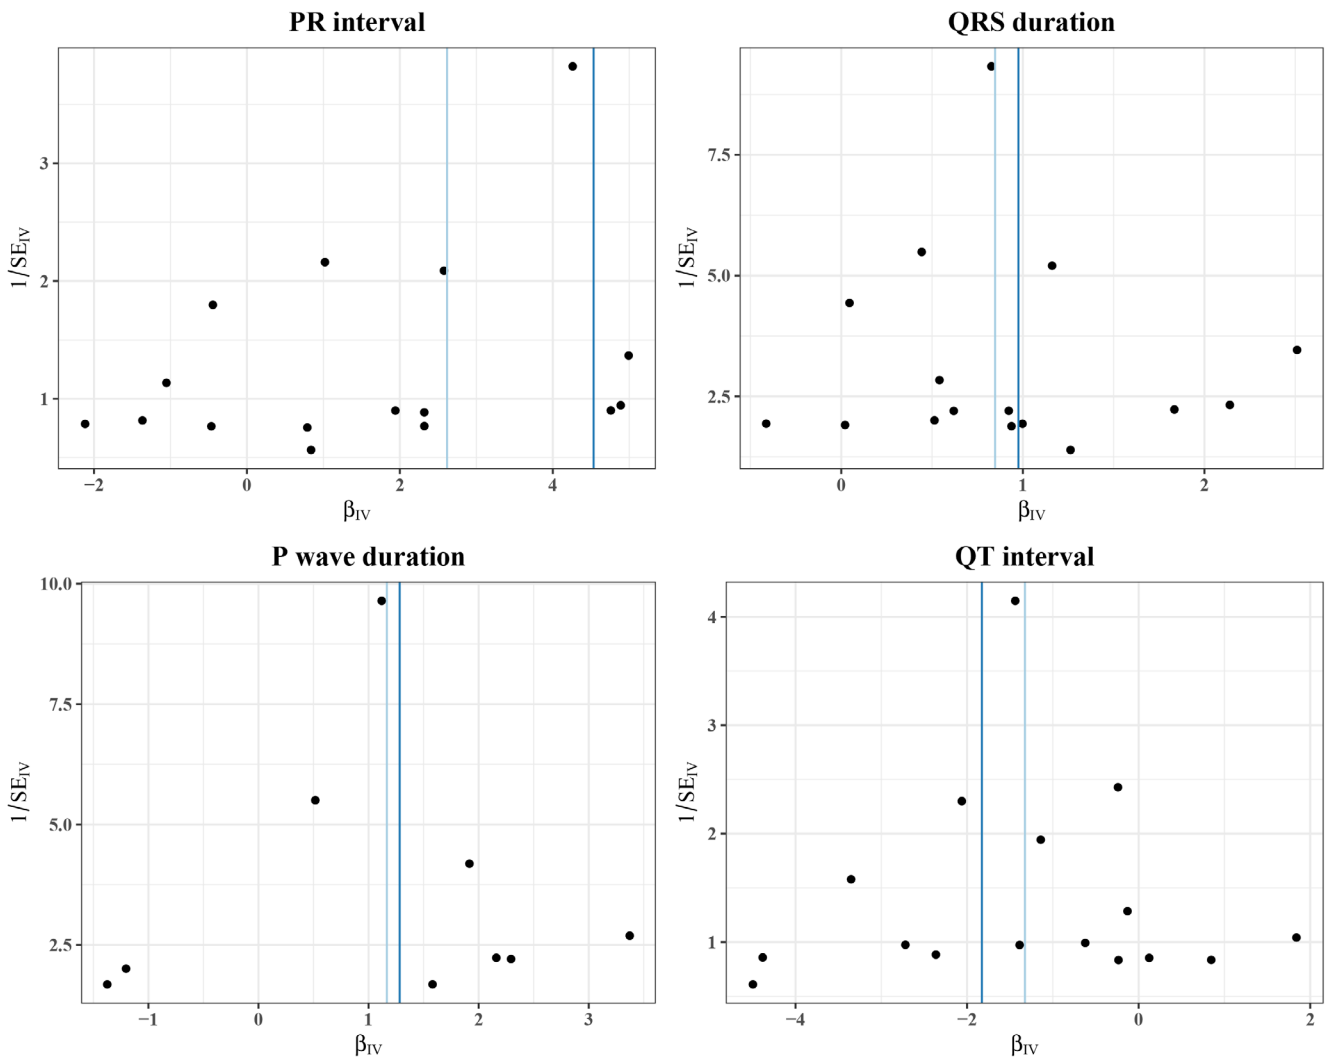 PR interval
3
2
1
1/SE_IV
−2 0 2 4
β_IV
QRS duration
7.5
5.0
2.5
1/SE_IV
0 1 2
β_IV
P wave duration
10.0
7.5
5.0
2.5
1/SE_IV
−1 0 1 2 3
β_IV
QT interval
4
3
2
1
1/SE_IV
−4 −2 0 2
β_IV